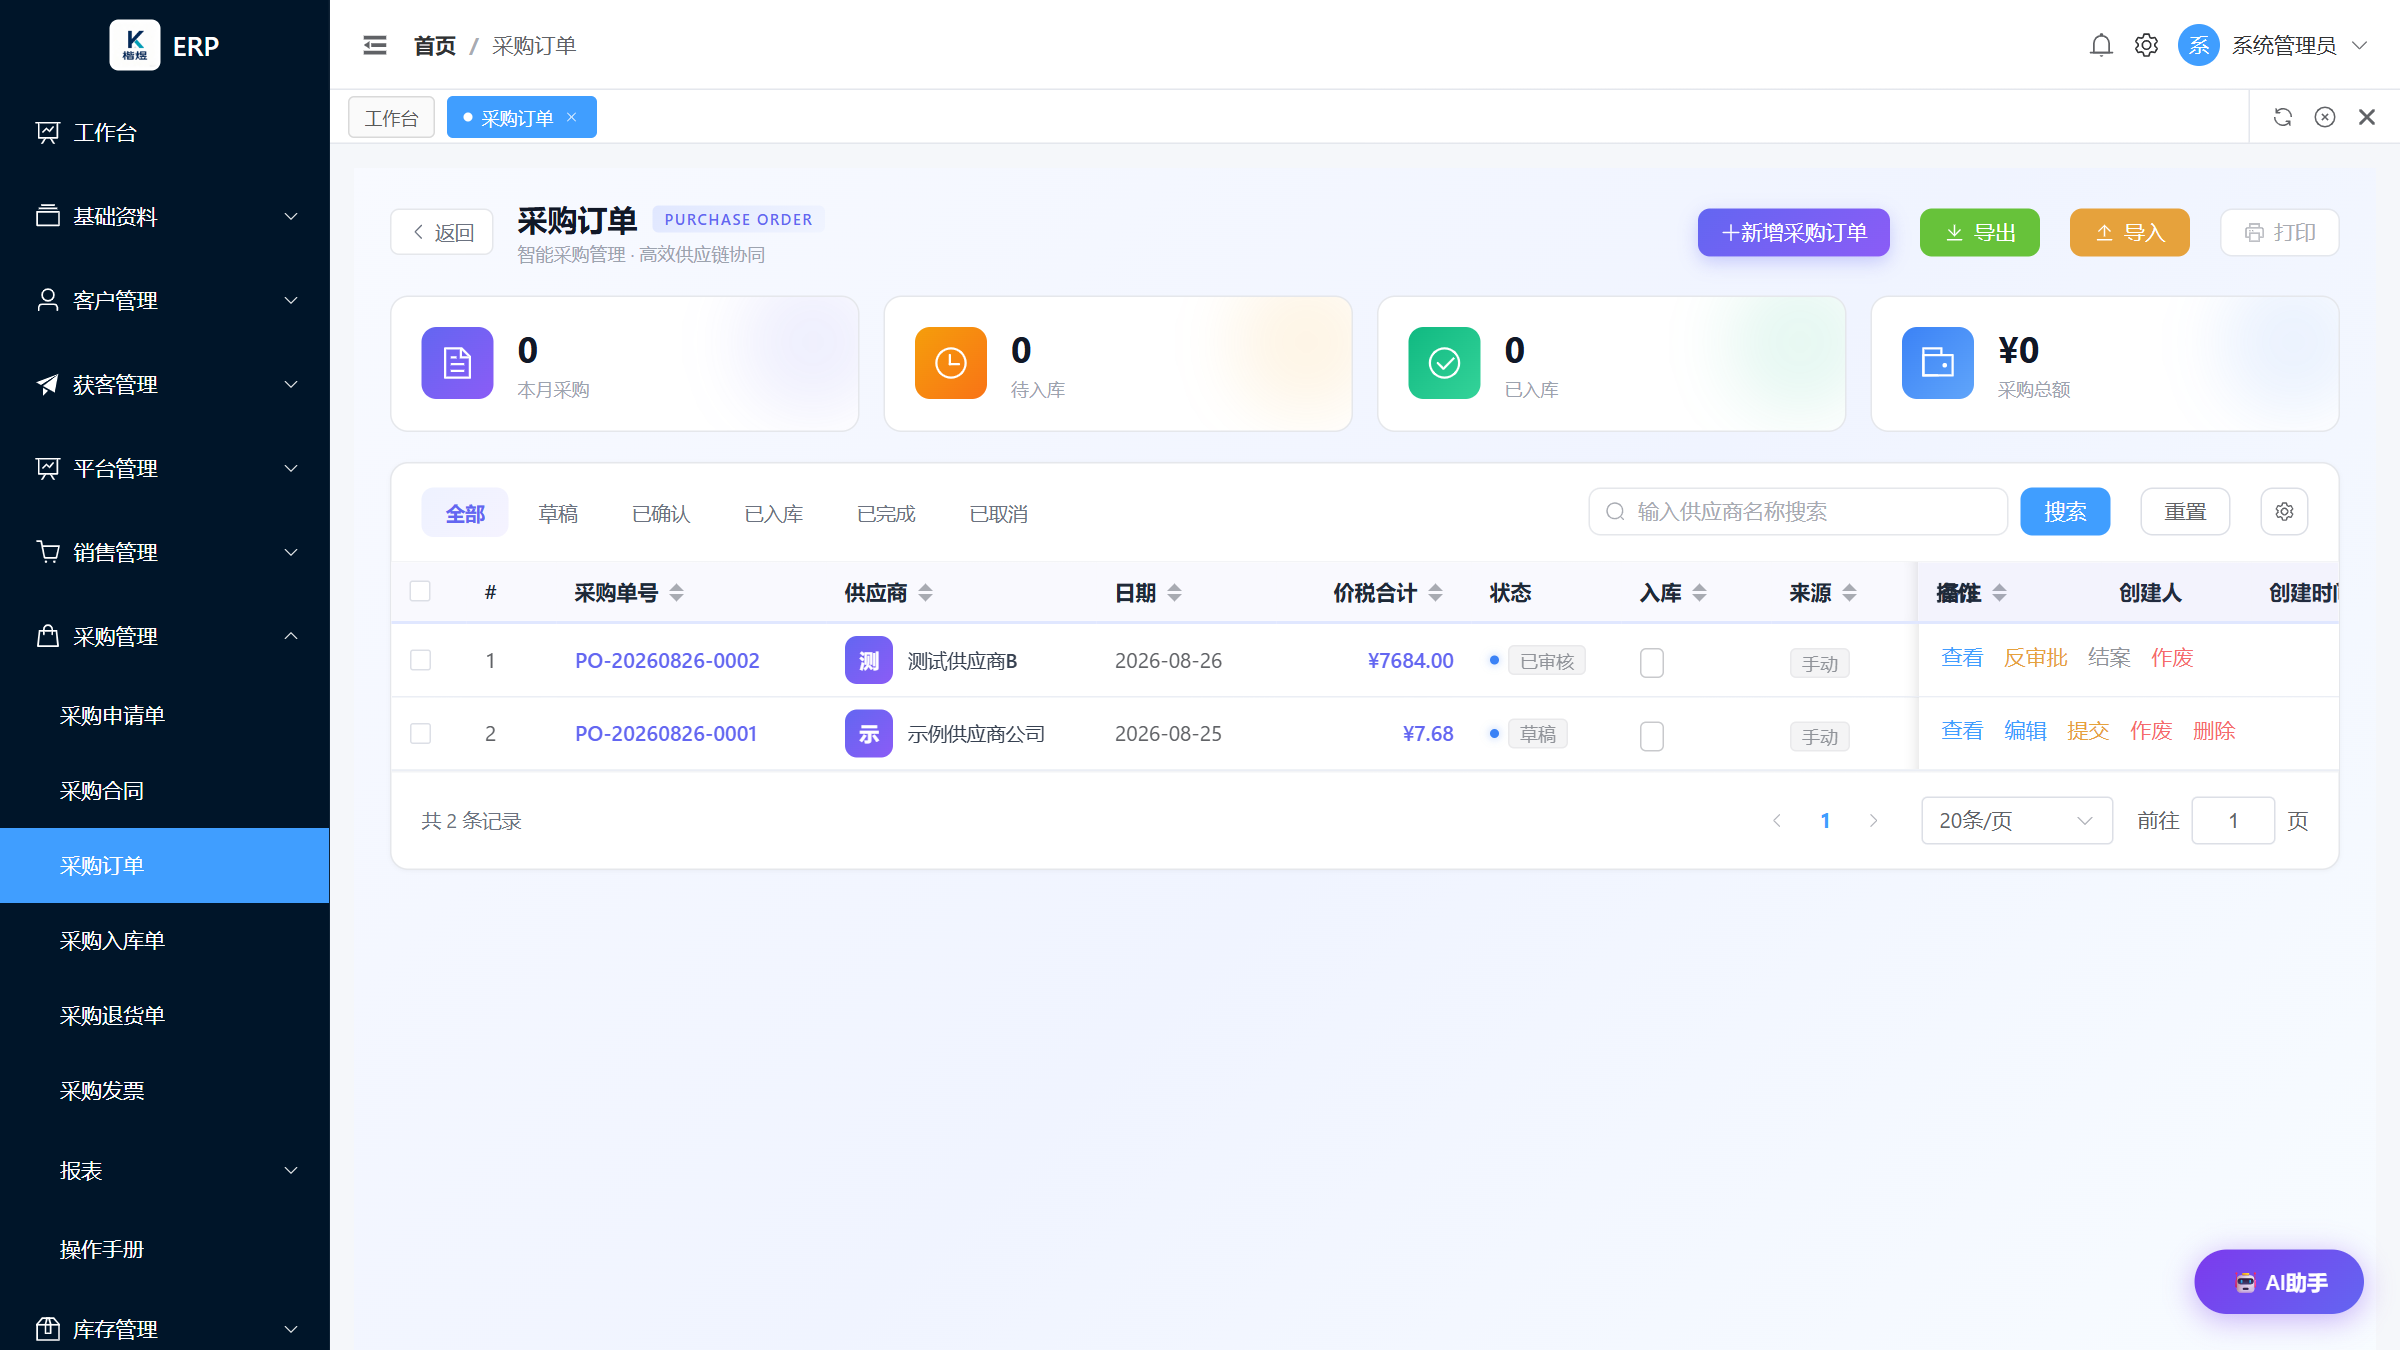 K
楷煜
ERP
工作台
基础资料
客户管理
获客管理
平台管理
销售管理
采购管理
采购申请单
采购合同
采购订单
采购入库单
采购退货单
采购发票
报表
操作手册
库存管理
首页 / 采购订单
系 系统管理员
工作台
采购订单
返回
采购订单 PURCHASE ORDER
智能采购管理 · 高效供应链协同
+新增采购订单
导出
导入
打印
0
本月采购
0
待入库
0
已入库
¥0
采购总额
全部 草稿 已确认 已入库 已完成 已取消
输入供应商名称搜索
搜索
重置
# 采购单号 供应商 日期 价税合计 状态 入库 来源 操作 创建人 创建时间
1 PO-20260826-0002 测 测试供应商B 2026-08-26 ¥7684.00 已审核 手动 查看 反审批 结案 作废
2 PO-20260826-0001 示 示例供应商公司 2026-08-25 ¥7.68 草稿 手动 查看 编辑 提交 作废 删除
共 2 条记录
1
20条/页
前往 1 页
AI助手